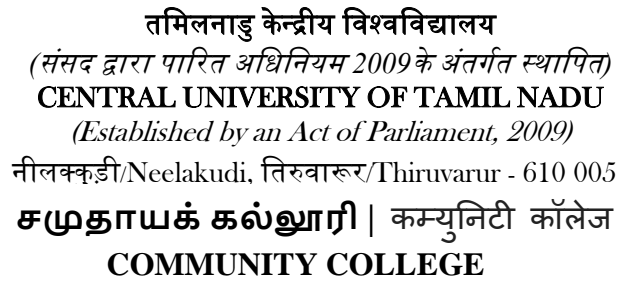 तमिलनाडु केन्द्रीय विश्वविद्यालय
(संसद द्वारा पारित अधिनियम 2009 के अंतर्गत स्थापित)
CENTRAL UNIVERSITY OF TAMIL NADU
(Established by an Act of Parliament, 2009)
नीलक्कुड़ी/Neelakudi, तिरुवारूर/Thiruvarur - 610 005
சமுதாயக் கல்லூரி | कम्युनिटी कॉलेज
COMMUNITY COLLEGE